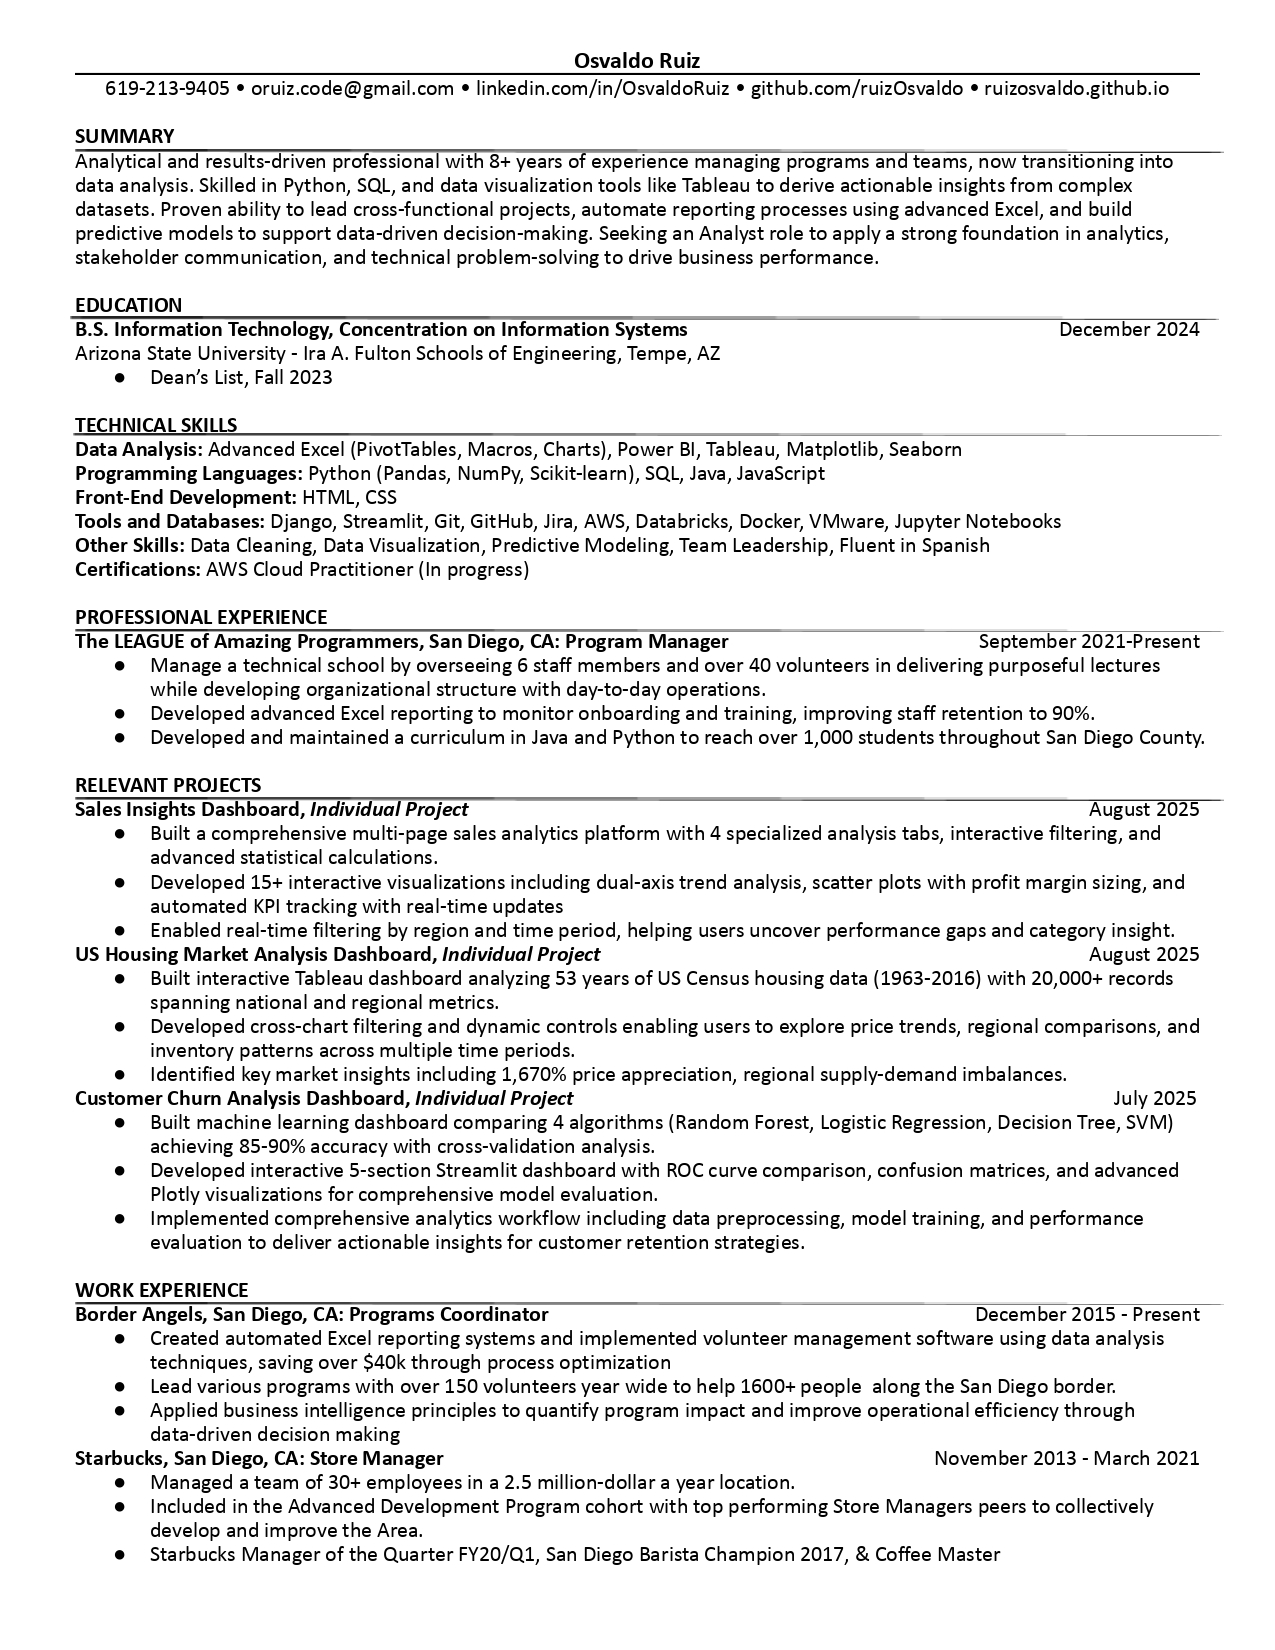 Osvaldo Ruiz
619-213-9405 • oruiz.code@gmail.com • linkedin.com/in/OsvaldoRuiz • github.com/ruizOsvaldo • ruizosvaldo.github.io
SUMMARY
Analytical and results-driven professional with 8+ years of experience managing programs and teams, now transitioning into
data analysis. Skilled in Python, SQL, and data visualization tools like Tableau to derive actionable insights from complex
datasets. Proven ability to lead cross-functional projects, automate reporting processes using advanced Excel, and build
predictive models to support data-driven decision-making. Seeking an Analyst role to apply a strong foundation in analytics,
stakeholder communication, and technical problem-solving to drive business performance.
EDUCATION
B.S. Information Technology, Concentration on Information Systems December 2024
Arizona State University - Ira A. Fulton Schools of Engineering, Tempe, AZ
● Dean’s List, Fall 2023
TECHNICAL SKILLS
Data Analysis: Advanced Excel (PivotTables, Macros, Charts), Power BI, Tableau, Matplotlib, Seaborn
Programming Languages: Python (Pandas, NumPy, Scikit-learn), SQL, Java, JavaScript
Front-End Development: HTML, CSS
Tools and Databases: Django, Streamlit, Git, GitHub, Jira, AWS, Databricks, Docker, VMware, Jupyter Notebooks
Other Skills: Data Cleaning, Data Visualization, Predictive Modeling, Team Leadership, Fluent in Spanish
Certifications: AWS Cloud Practitioner (In progress)
PROFESSIONAL EXPERIENCE
The LEAGUE of Amazing Programmers, San Diego, CA: Program Manager September 2021-Present
● Manage a technical school by overseeing 6 staff members and over 40 volunteers in delivering purposeful lectures
while developing organizational structure with day-to-day operations.
● Developed advanced Excel reporting to monitor onboarding and training, improving staff retention to 90%.
● Developed and maintained a curriculum in Java and Python to reach over 1,000 students throughout San Diego County.
RELEVANT PROJECTS
Sales Insights Dashboard, Individual Project August 2025
● Built a comprehensive multi-page sales analytics platform with 4 specialized analysis tabs, interactive filtering, and
advanced statistical calculations.
● Developed 15+ interactive visualizations including dual-axis trend analysis, scatter plots with profit margin sizing, and
automated KPI tracking with real-time updates
● Enabled real-time filtering by region and time period, helping users uncover performance gaps and category insight.
US Housing Market Analysis Dashboard, Individual Project August 2025
● Built interactive Tableau dashboard analyzing 53 years of US Census housing data (1963-2016) with 20,000+ records
spanning national and regional metrics.
● Developed cross-chart filtering and dynamic controls enabling users to explore price trends, regional comparisons, and
inventory patterns across multiple time periods.
● Identified key market insights including 1,670% price appreciation, regional supply-demand imbalances.
Customer Churn Analysis Dashboard, Individual Project July 2025
● Built machine learning dashboard comparing 4 algorithms (Random Forest, Logistic Regression, Decision Tree, SVM)
achieving 85-90% accuracy with cross-validation analysis.
● Developed interactive 5-section Streamlit dashboard with ROC curve comparison, confusion matrices, and advanced
Plotly visualizations for comprehensive model evaluation.
● Implemented comprehensive analytics workflow including data preprocessing, model training, and performance
evaluation to deliver actionable insights for customer retention strategies.
WORK EXPERIENCE
Border Angels, San Diego, CA: Programs Coordinator December 2015 - Present
● Created automated Excel reporting systems and implemented volunteer management software using data analysis
techniques, saving over $40k through process optimization
● Lead various programs with over 150 volunteers year wide to help 1600+ people along the San Diego border.
● Applied business intelligence principles to quantify program impact and improve operational efficiency through
data-driven decision making
Starbucks, San Diego, CA: Store Manager November 2013 - March 2021
● Managed a team of 30+ employees in a 2.5 million-dollar a year location.
● Included in the Advanced Development Program cohort with top performing Store Managers peers to collectively
develop and improve the Area.
● Starbucks Manager of the Quarter FY20/Q1, San Diego Barista Champion 2017, & Coffee Master